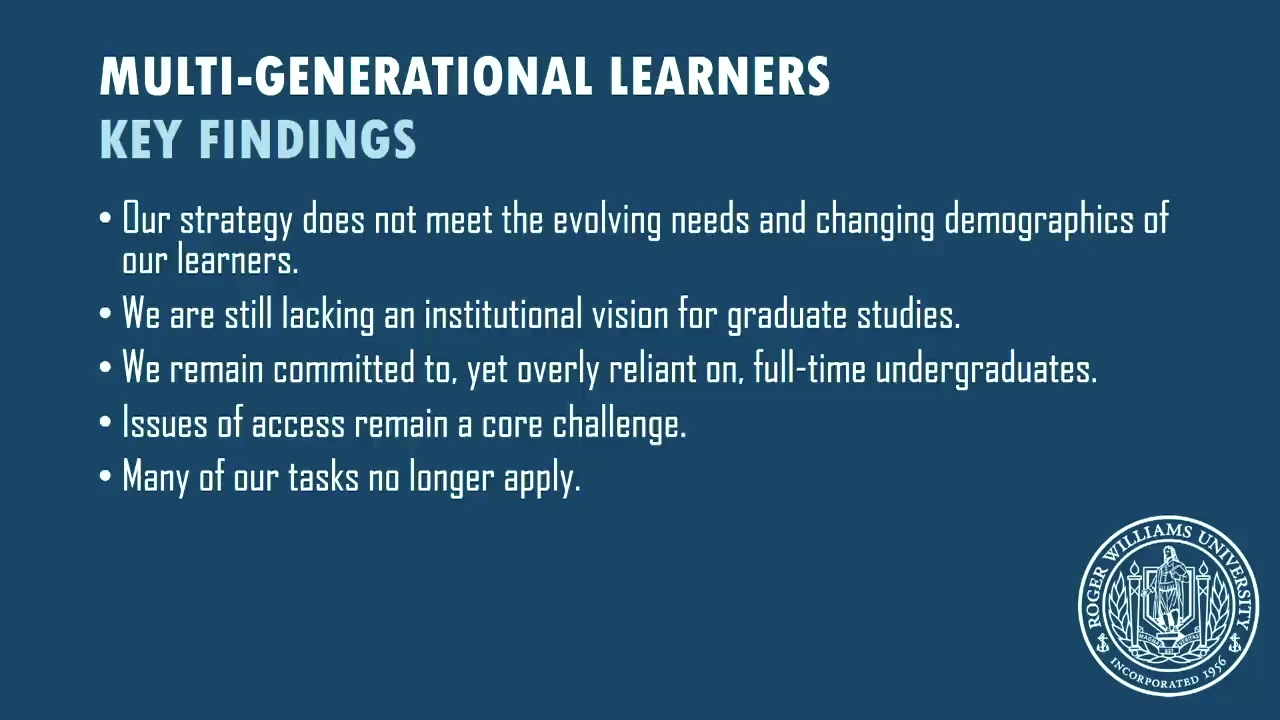 MULTI-GENERATIONAL LEARNERS
KEY FINDINGS
• Our strategy does not meet the evolving needs and changing demographics of
our learners.
• We are still lacking an institutional vision for graduate studies.
• We remain committed to, yet overly reliant on, full-time undergraduates.
• Issues of access remain a core challenge.
• Many of our tasks no longer apply.
ROGER WILLIAMS UNIVERSITY
INCORPORATED 1956